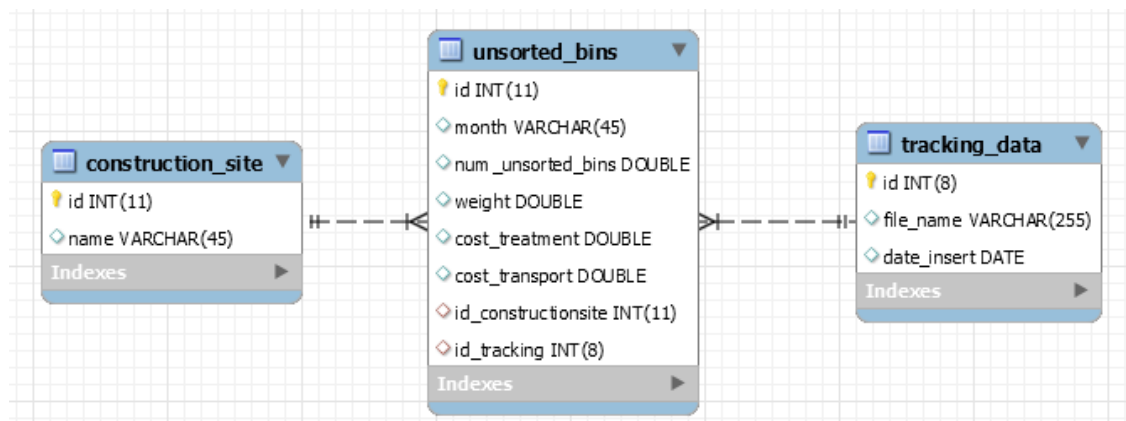 construction_site
id INT(11)
name VARCHAR(45)
Indexes
unsorted_bins
id INT(11)
month VARCHAR(45)
num_unsorted_bins DOUBLE
weight DOUBLE
cost_treatment DOUBLE
cost_transport DOUBLE
id_constructionsite INT(11)
id_tracking INT(8)
Indexes
tracking_data
id INT(8)
file_name VARCHAR(255)
date_insert DATE
Indexes